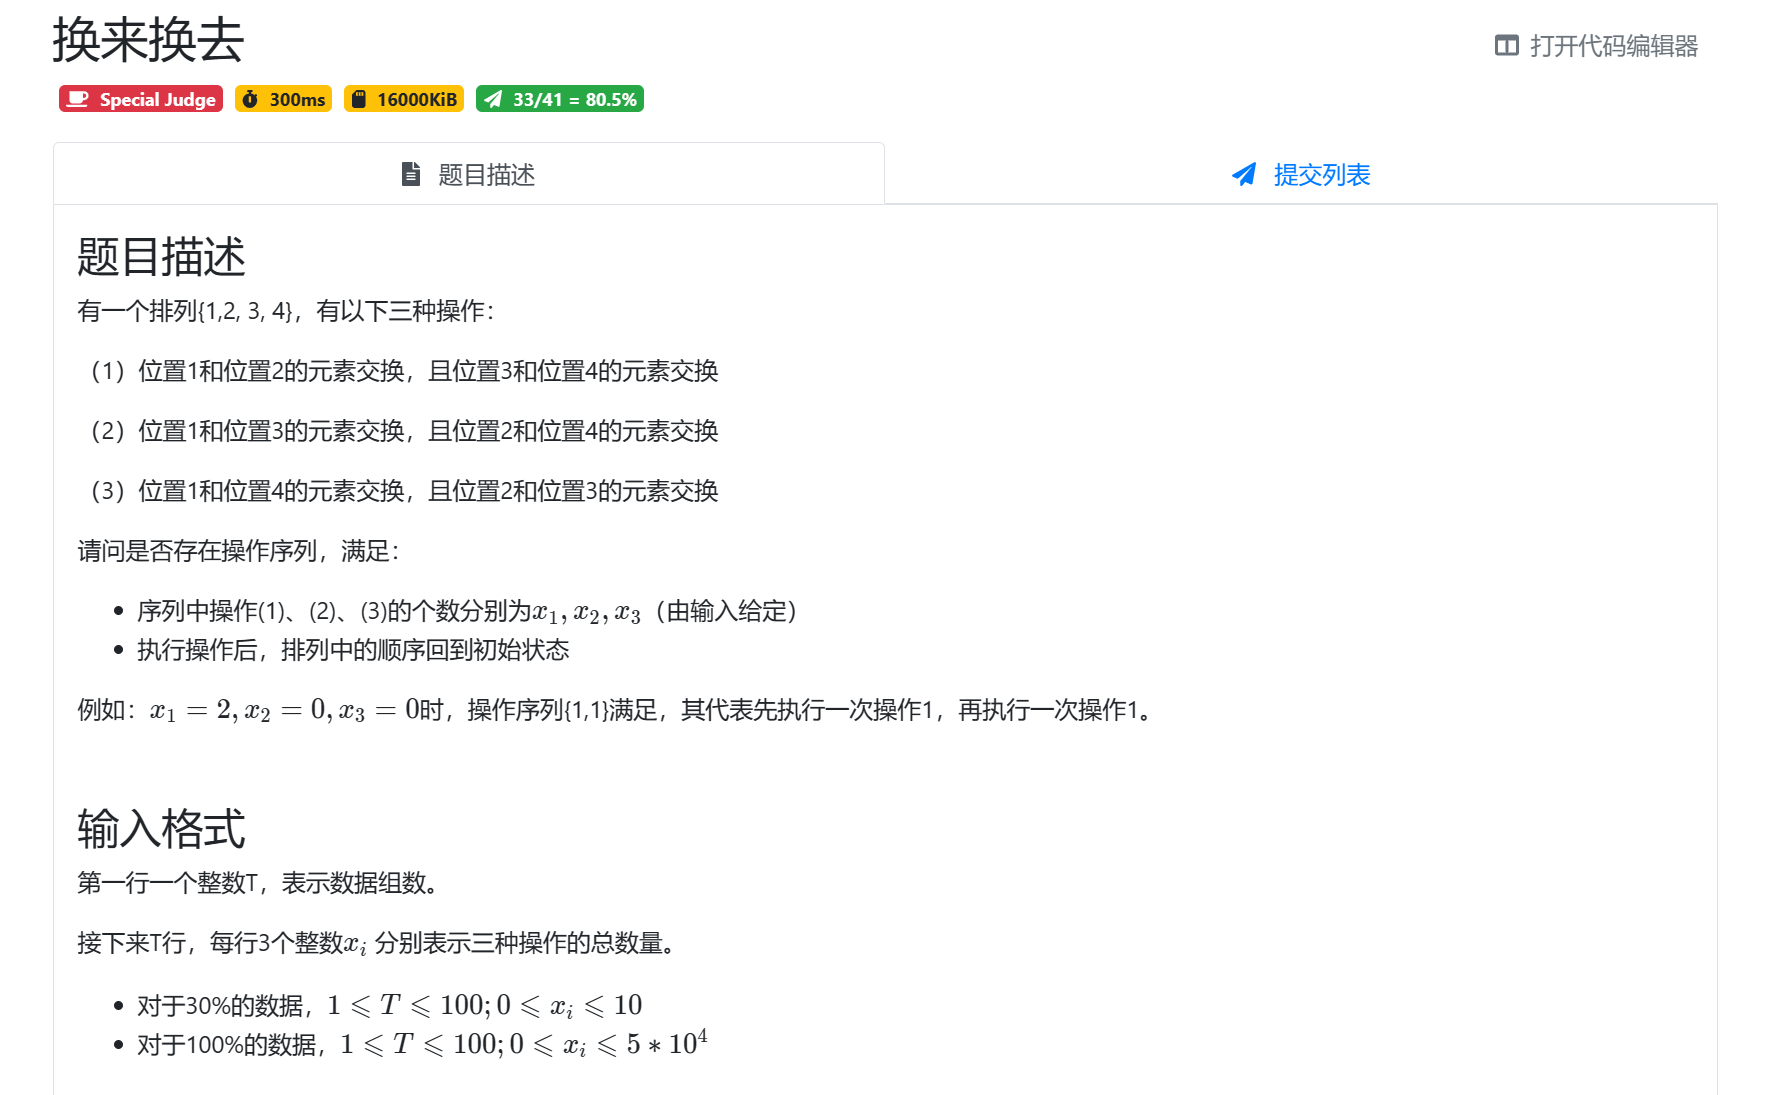 换来换去
打开代码编辑器
Special Judge 300ms 16000KiB 33/41 = 80.5%
题目描述 提交列表
题目描述
有一个排列{1,2, 3, 4}，有以下三种操作：
（1）位置1和位置2的元素交换，且位置3和位置4的元素交换
（2）位置1和位置3的元素交换，且位置2和位置4的元素交换
（3）位置1和位置4的元素交换，且位置2和位置3的元素交换
请问是否存在操作序列，满足：
• 序列中操作(1)、(2)、(3)的个数分别为$x_1, x_2, x_3$（由输入给定）
• 执行操作后，排列中的顺序回到初始状态
例如：$x_1 = 2, x_2 = 0, x_3 = 0$时，操作序列{1,1}满足，其代表先执行一次操作1，再执行一次操作1。
输入格式
第一行一个整数T，表示数据组数。
接下来T行，每行3个整数$x_i$ 分别表示三种操作的总数量。
• 对于30%的数据，$1 \leqslant T \leqslant 100; 0 \leqslant x_i \leqslant 10$
• 对于100%的数据，$1 \leqslant T \leqslant 100; 0 \leqslant x_i \leqslant 5 * 10^4$